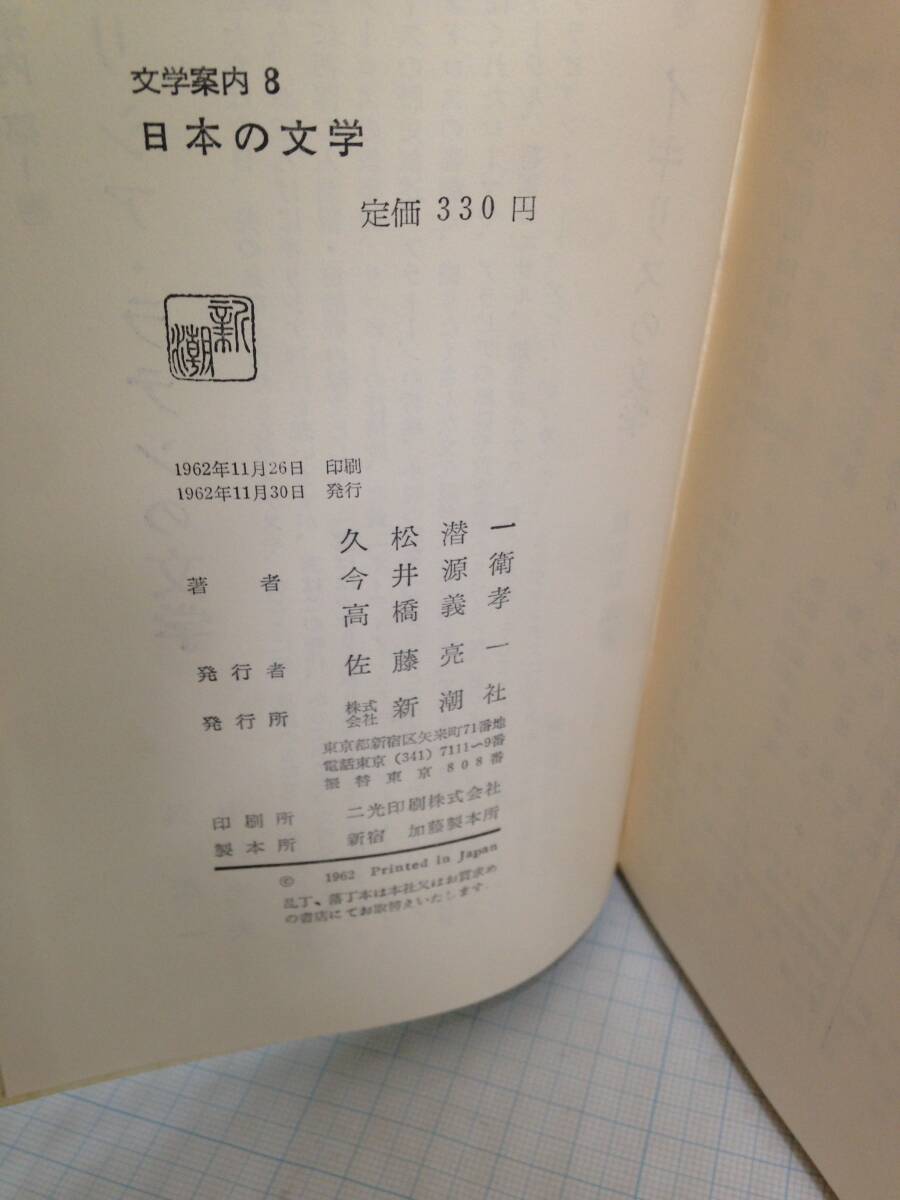 文学案内 8
日本の文学
定価 330 円
新潮
1962年11月26日 印刷
1962年11月30日 発行
著者 久松潜一
今井源衛
高橋義孝
発行者 佐藤亮一
発行所 株式会社 新潮社
東京都新宿区矢来町71番地
電話東京 (341) 7111〜9番
振替東京 808番
印刷所 二光印刷株式会社
製本所 新宿 加藤製本所
© 1962 Printed in Japan
乱丁、落丁本は本社又はお買求め
の書店にてお取替えいたします。